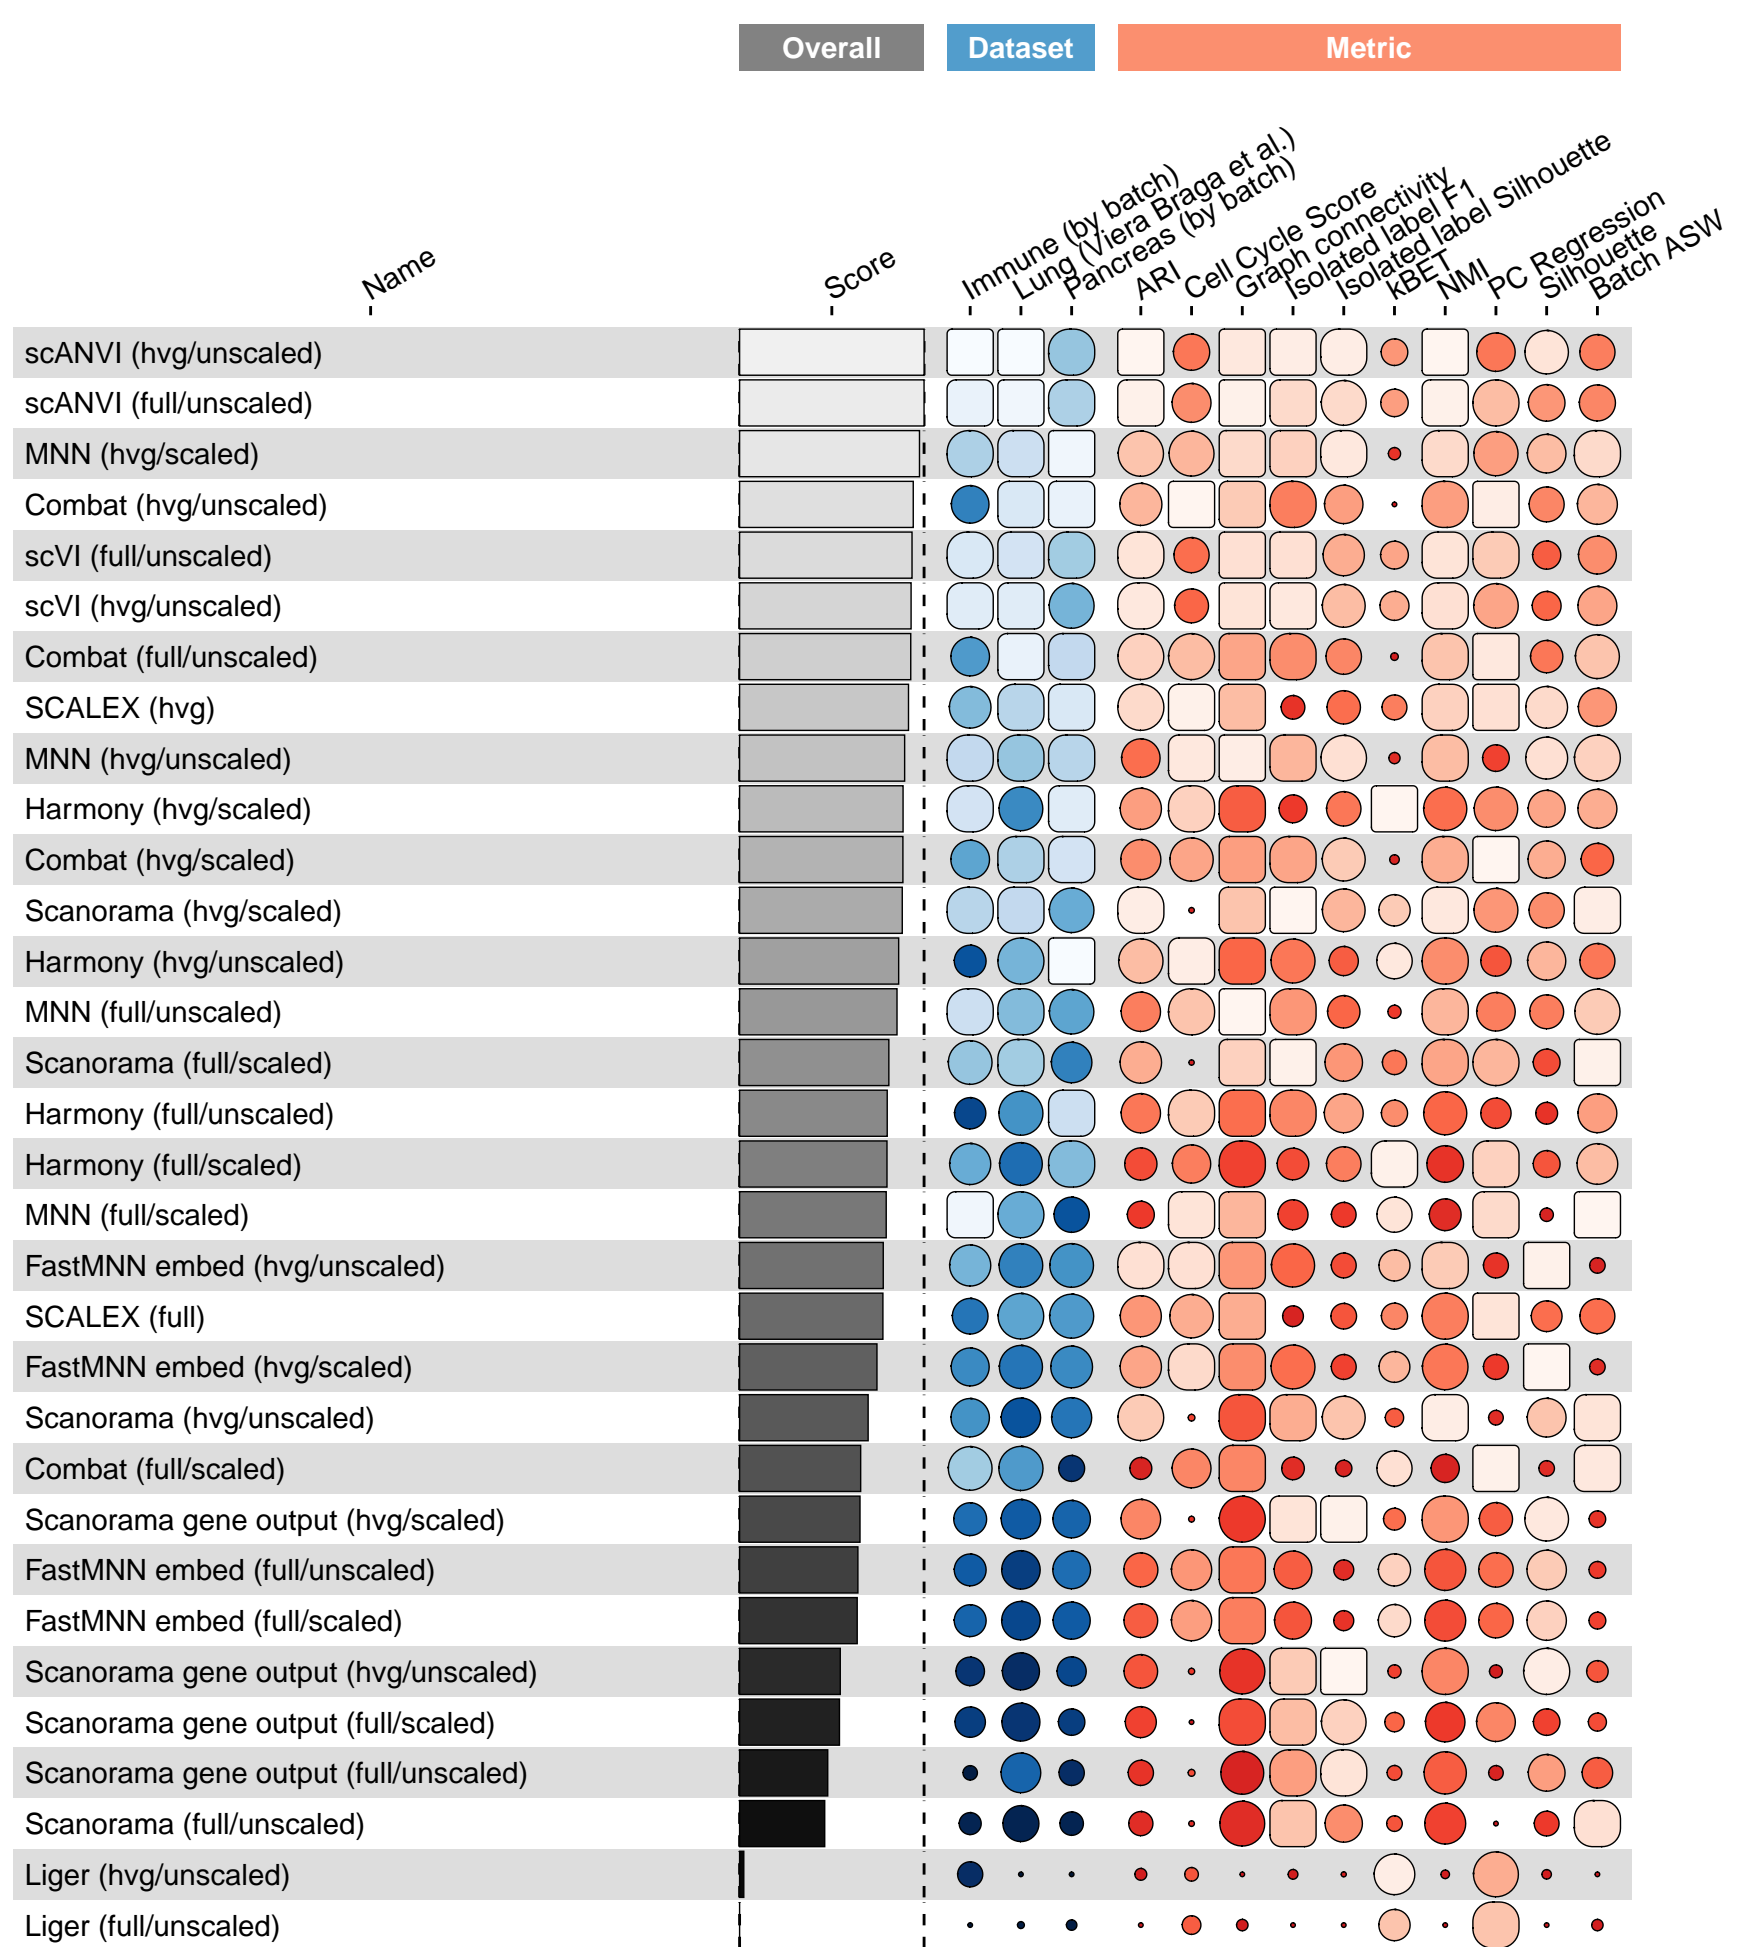 Overall Dataset Metric
Name
Score
Immune (by batch)
Lung (Viera Braga et al.)
Pancreas (by batch)
ARI
Cell Cycle Score
Graph connectivity
Isolated label F1
Isolated label Silhouette
kBET
NMI
PC Regression
Silhouette
Batch ASW
scANVI (hvg/unscaled)
scANVI (full/unscaled)
MNN (hvg/scaled)
Combat (hvg/unscaled)
scVI (full/unscaled)
scVI (hvg/unscaled)
Combat (full/unscaled)
SCALEX (hvg)
MNN (hvg/unscaled)
Harmony (hvg/scaled)
Combat (hvg/scaled)
Scanorama (hvg/scaled)
Harmony (hvg/unscaled)
MNN (full/unscaled)
Scanorama (full/scaled)
Harmony (full/unscaled)
Harmony (full/scaled)
MNN (full/scaled)
FastMNN embed (hvg/unscaled)
SCALEX (full)
FastMNN embed (hvg/scaled)
Scanorama (hvg/unscaled)
Combat (full/scaled)
Scanorama gene output (hvg/scaled)
FastMNN embed (full/unscaled)
FastMNN embed (full/scaled)
Scanorama gene output (hvg/unscaled)
Scanorama gene output (full/scaled)
Scanorama gene output (full/unscaled)
Scanorama (full/unscaled)
Liger (hvg/unscaled)
Liger (full/unscaled)